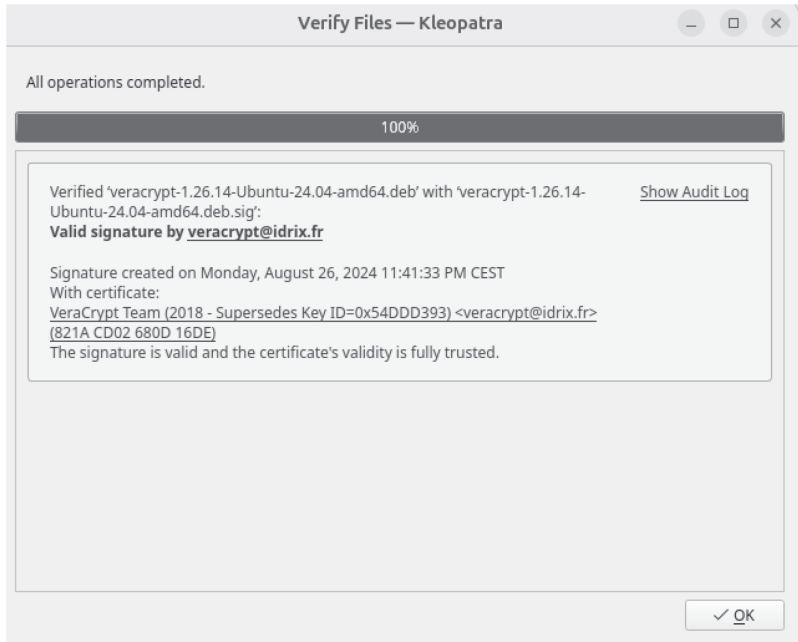 Verify Files — Kleopatra
All operations completed.
100%
Verified ‘veracrypt-1.26.14-Ubuntu-24.04-amd64.deb’ with ‘veracrypt-1.26.14-
Ubuntu-24.04-amd64.deb.sig’:
Show Audit Log
Valid signature by veracrypt@idrix.fr
Signature created on Monday, August 26, 2024 11:41:33 PM CEST
With certificate:
VeraCrypt Team (2018 - Supersedes Key ID=0x54DDD393) <veracrypt@idrix.fr>
(821A CD02 680D 16DE)
The signature is valid and the certificate's validity is fully trusted.
OK